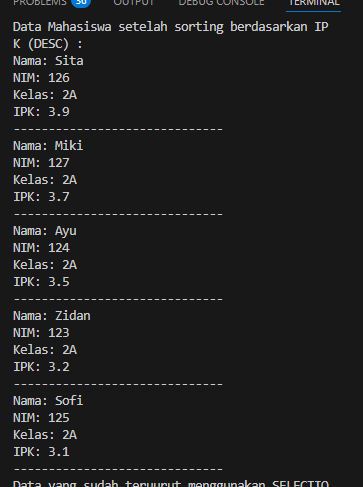 PROBLEMS 30 OUTPUT DEBUG CONSOLE TERMINAL
Data Mahasiswa setelah sorting berdasarkan IP
K (DESC) :
Nama: Sita
NIM: 126
Kelas: 2A
IPK: 3.9
------------------------------
Nama: Miki
NIM: 127
Kelas: 2A
IPK: 3.7
------------------------------
Nama: Ayu
NIM: 124
Kelas: 2A
IPK: 3.5
------------------------------
Nama: Zidan
NIM: 123
Kelas: 2A
IPK: 3.2
------------------------------
Nama: Sofi
NIM: 125
Kelas: 2A
IPK: 3.1
------------------------------
Data yang sudah terurut menggunakan SELECTIO